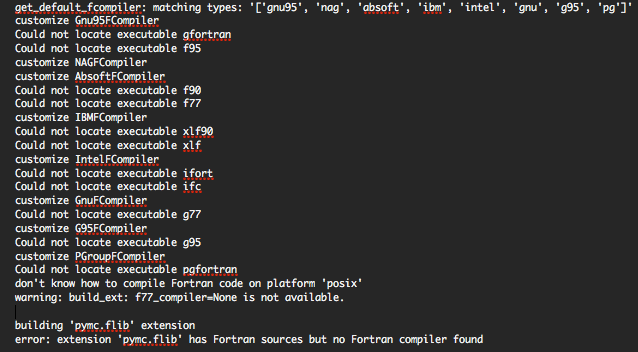 get_default_fcompiler: matching types: '['gnu95', 'nag', 'absoft', 'ibm', 'intel', 'gnu', 'g95', 'pg']'
customize Gnu95FCompiler
Could not locate executable gfortran
Could not locate executable f95
customize NAGFCompiler
customize AbsoftFCompiler
Could not locate executable f90
Could not locate executable f77
customize IBMFCompiler
Could not locate executable xlf90
Could not locate executable xlf
customize IntelFCompiler
Could not locate executable ifort
Could not locate executable ifc
customize GnuFCompiler
Could not locate executable g77
customize G95FCompiler
Could not locate executable g95
customize PGroupFCompiler
Could not locate executable pgfortran
don't know how to compile Fortran code on platform 'posix'
warning: build_ext: f77_compiler=None is not available.
building 'pymc.flib' extension
error: extension 'pymc.flib' has Fortran sources but no Fortran compiler found